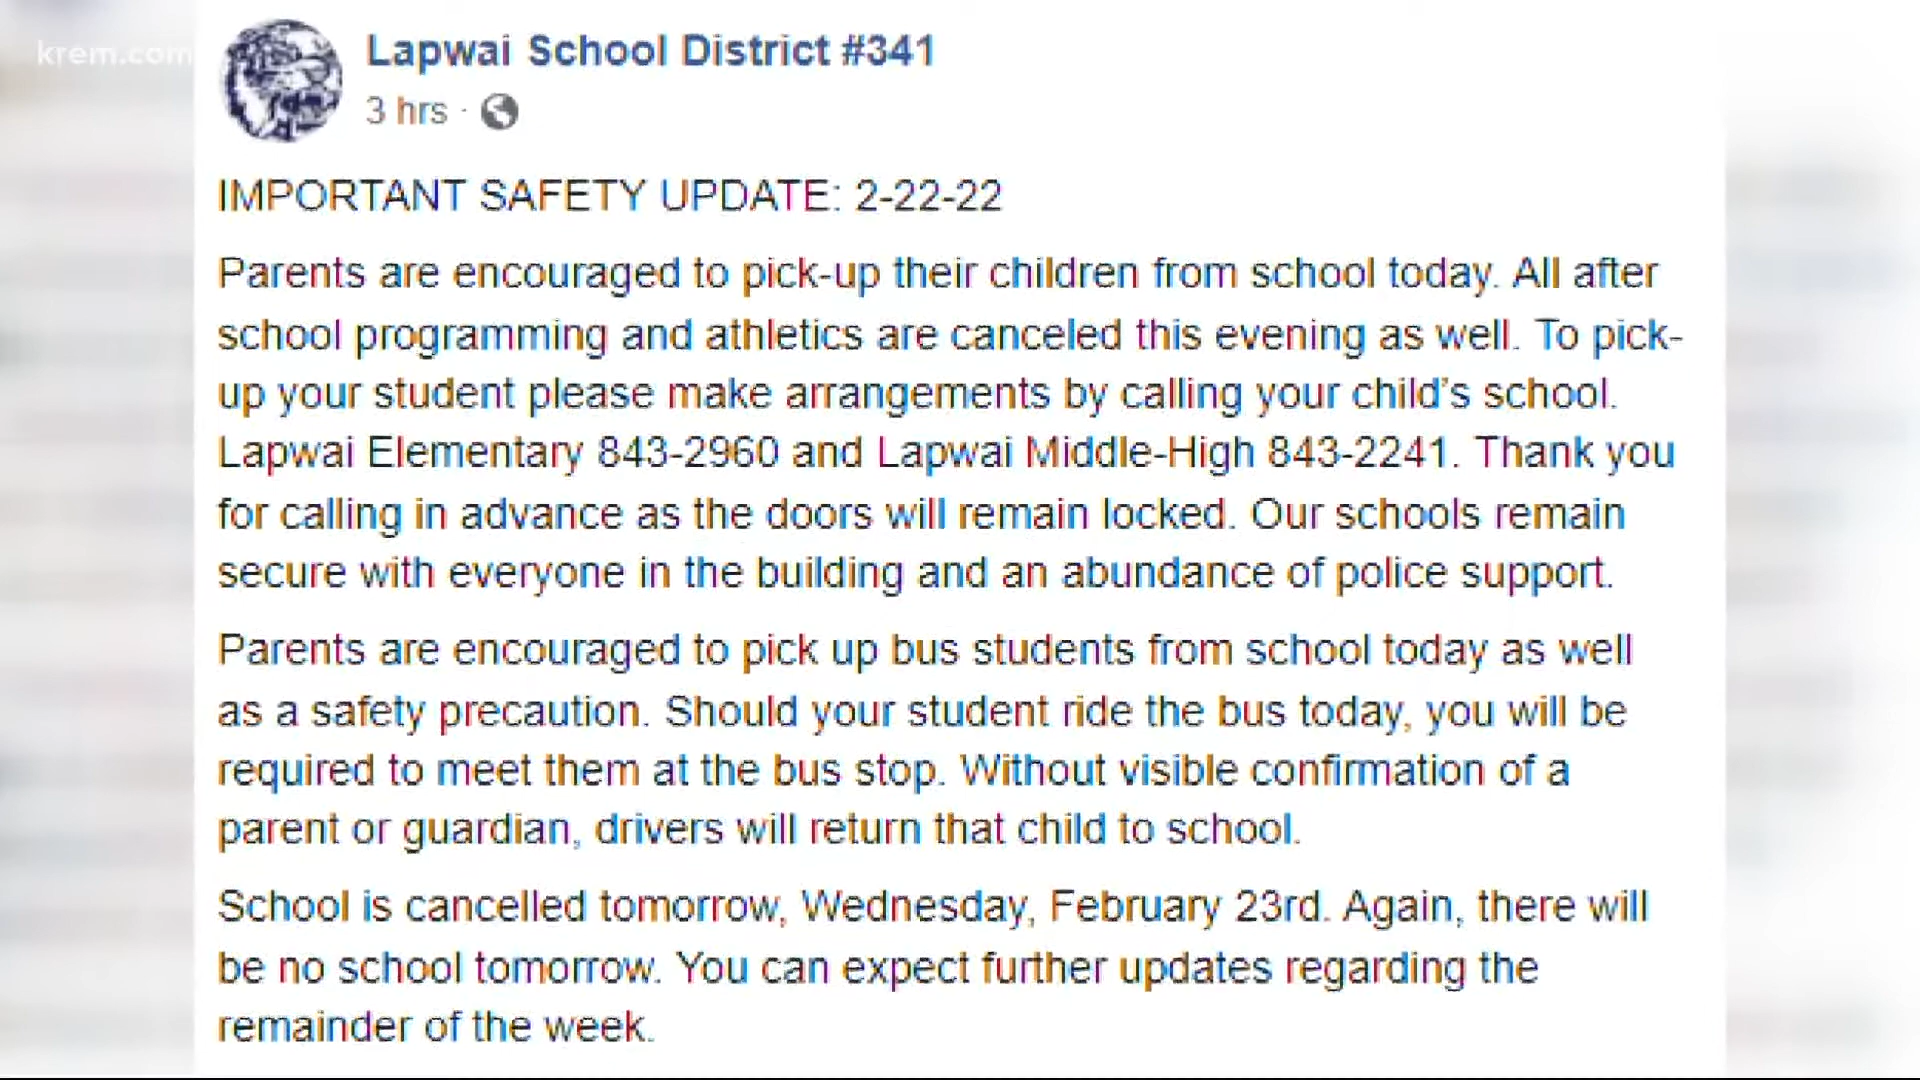 krem.com
Lapwai School District #341
3 hrs ·
IMPORTANT SAFETY UPDATE: 2-22-22
Parents are encouraged to pick-up their children from school today. All after
school programming and athletics are canceled this evening as well. To pick-
up your student please make arrangements by calling your child's school.
Lapwai Elementary 843-2960 and Lapwai Middle-High 843-2241. Thank you
for calling in advance as the doors will remain locked. Our schools remain
secure with everyone in the building and an abundance of police support.
Parents are encouraged to pick up bus students from school today as well
as a safety precaution. Should your student ride the bus today, you will be
required to meet them at the bus stop. Without visible confirmation of a
parent or guardian, drivers will return that child to school.
School is cancelled tomorrow, Wednesday, February 23rd. Again, there will
be no school tomorrow. You can expect further updates regarding the
remainder of the week.